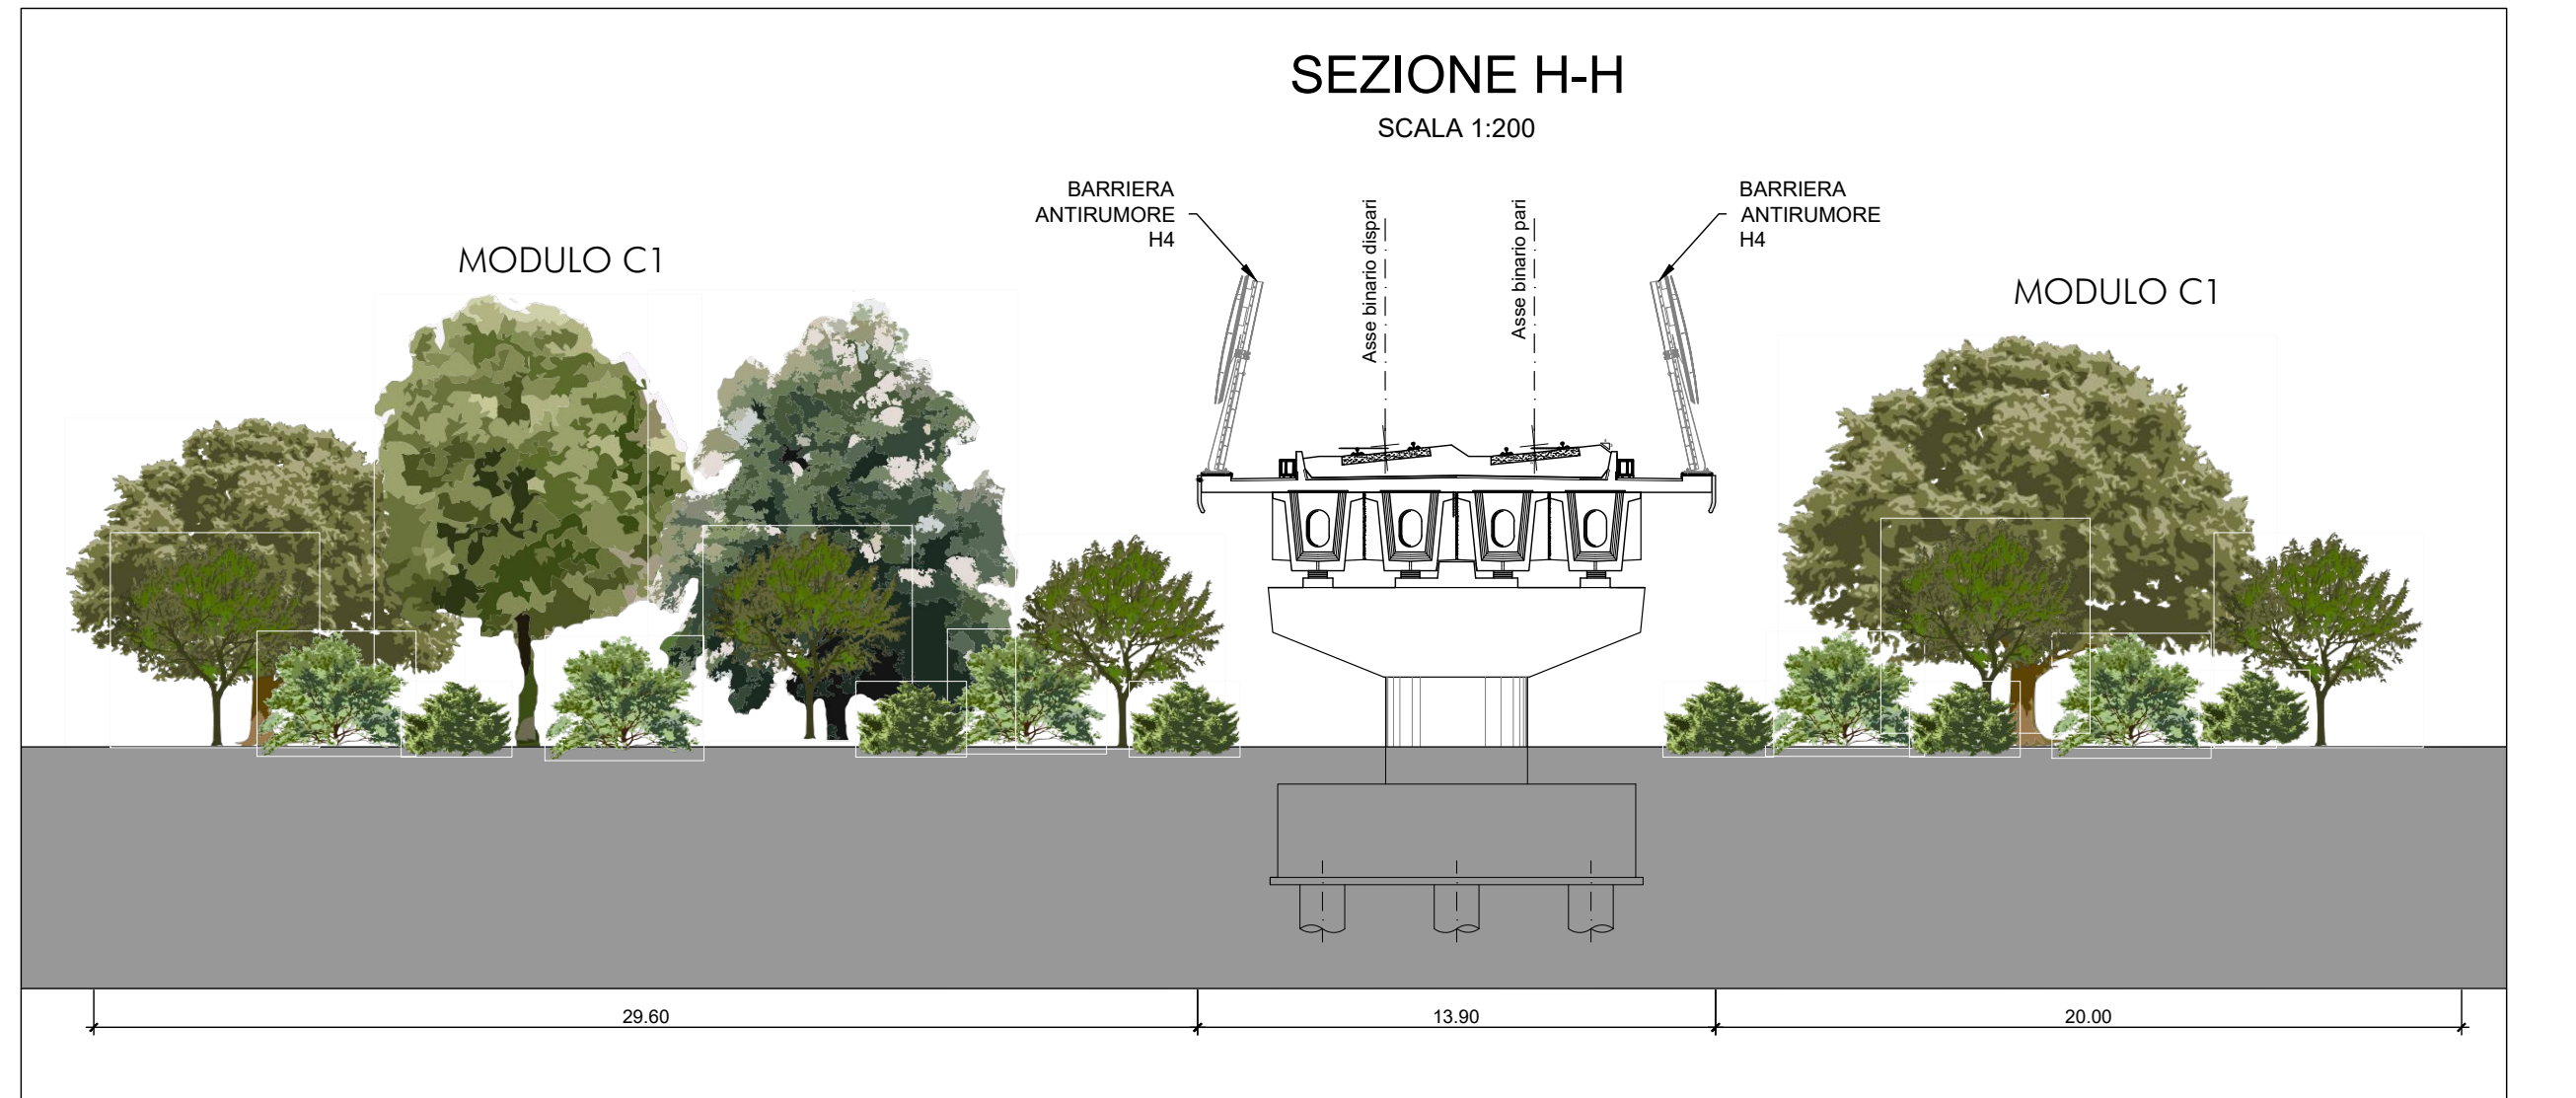 SEZIONE H-H
SCALA 1:200
BARRIERA
ANTIRUMORE
H4
Asse binario dispari
Asse binario pari
BARRIERA
ANTIRUMORE
H4
MODULO C1
MODULO C1
29.60
13.90
20.00